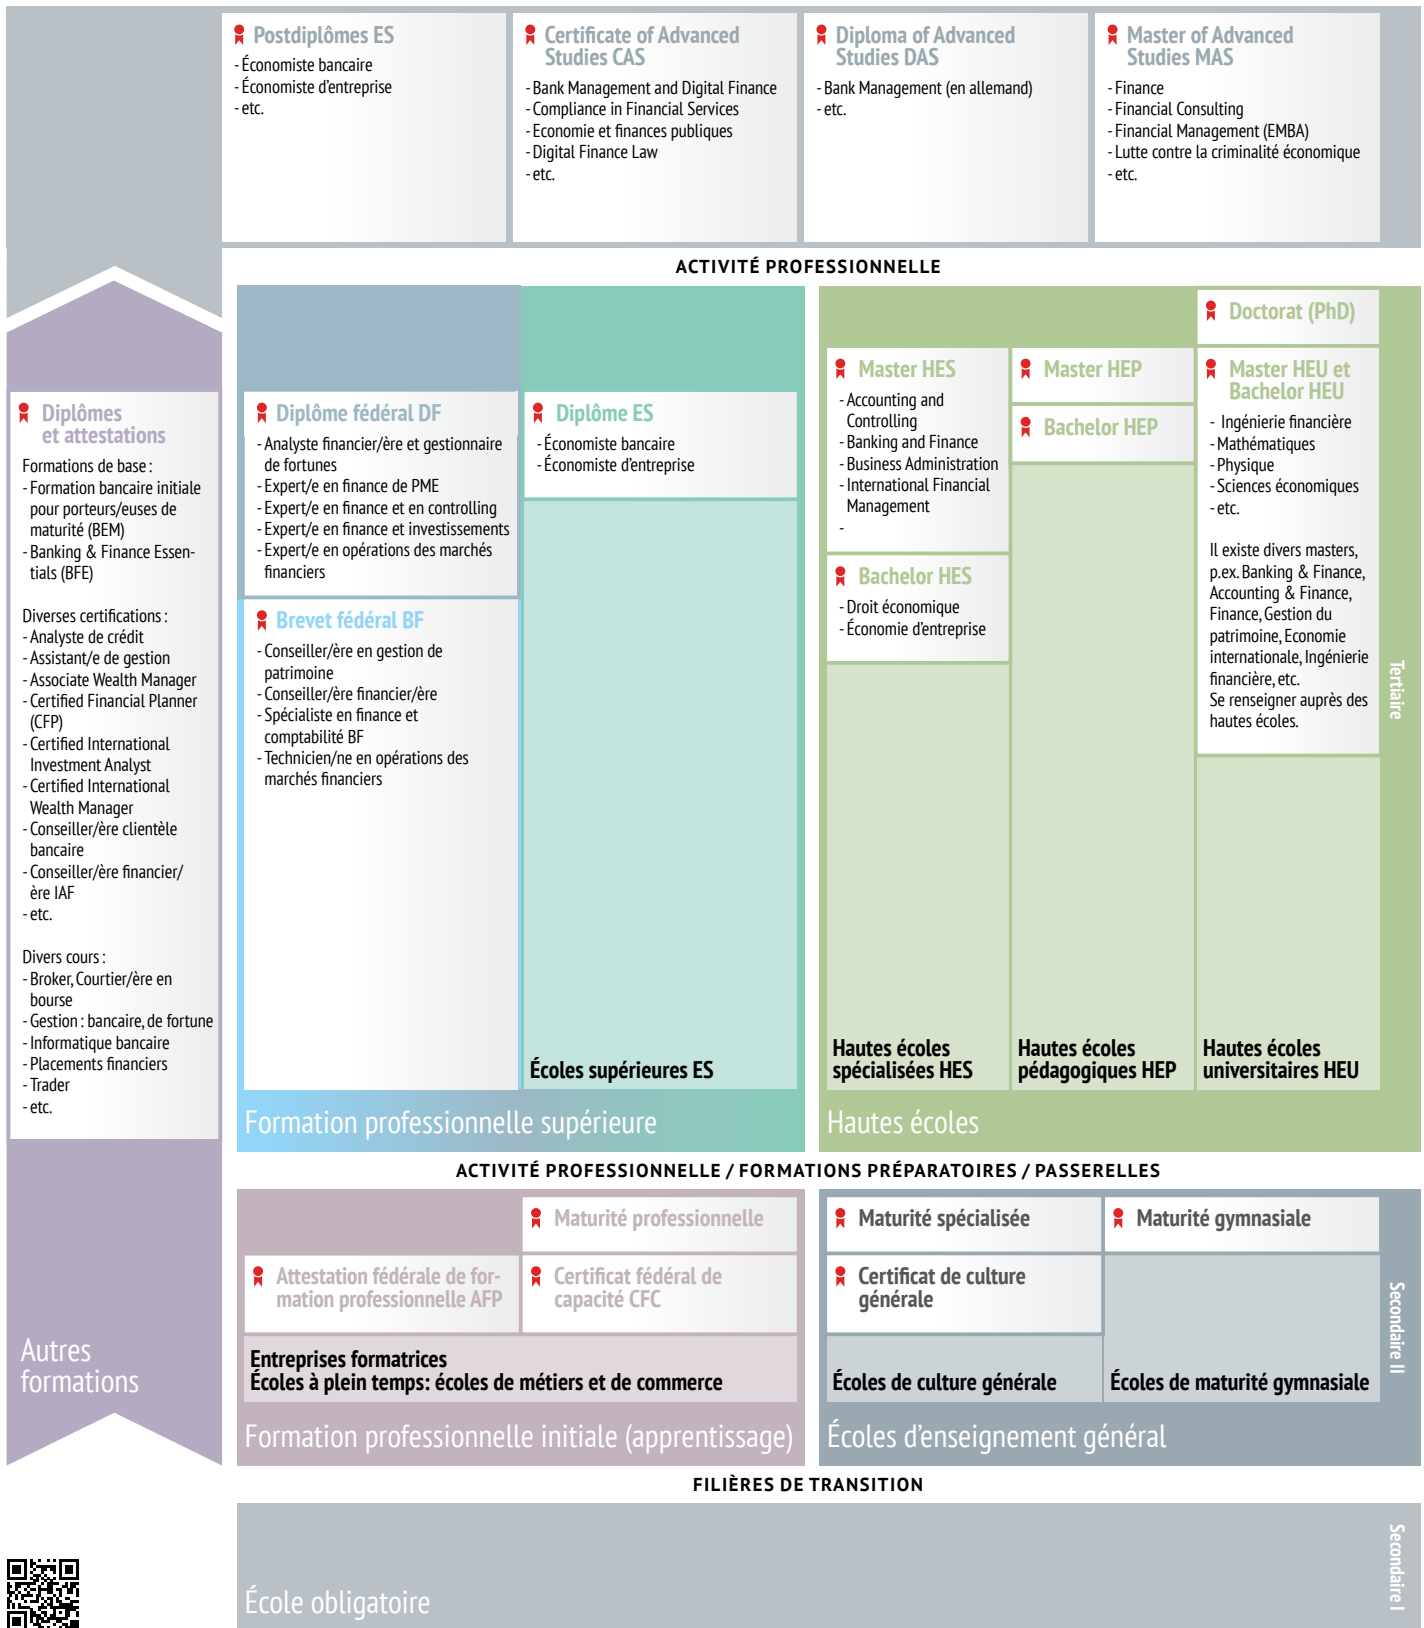 Postdiplômes ES
- Économiste bancaire
- Économiste d'entreprise
- etc.
Certificate of Advanced
Studies CAS
- Bank Management and Digital Finance
- Compliance in Financial Services
- Economie et finances publiques
- Digital Finance Law
- etc.
Diploma of Advanced
Studies DAS
- Bank Management (en allemand)
- etc.
Master of Advanced
Studies MAS
- Finance
- Financial Consulting
- Financial Management (EMBA)
- Lutte contre la criminalité économique
- etc.
ACTIVITÉ PROFESSIONNELLE
Diplômes
et attestations
Formations de base :
- Formation bancaire initiale
pour porteurs/euses de
maturité (BEM)
- Banking & Finance Essen-
tials (BFE)
Diverses certifications :
- Analyste de crédit
- Assistant/e de gestion
- Associate Wealth Manager
- Certified Financial Planner
(CFP)
- Certified International
Investment Analyst
- Certified International
Wealth Manager
- Conseiller/ère clientèle
bancaire
- Conseiller/ère financier/
ère IAF
- etc.
Divers cours :
- Broker, Courtier/ère en
bourse
- Gestion : bancaire, de fortune
- Informatique bancaire
- Placements financiers
- Trader
- etc.
Autres
formations
Diplôme fédéral DF
- Analyste financier/ère et gestionnaire
de fortunes
- Expert/e en finance de PME
- Expert/e en finance et en controlling
- Expert/e en finance et investissements
- Expert/e en opérations des marchés
financiers
Brevet fédéral BF
- Conseiller/ère en gestion de
patrimoine
- Conseiller/ère financier/ère
- Spécialiste en finance et
comptabilité BF
- Technicien/ne en opérations des
marchés financiers
Diplôme ES
- Économiste bancaire
- Économiste d'entreprise
Écoles supérieures ES
Formation professionnelle supérieure
Master HES
- Accounting and
Controlling
- Banking and Finance
- Business Administration
- International Financial
Management
-
Bachelor HES
- Droit économique
- Économie d'entreprise
Hautes écoles
spécialisées HES
Master HEP
Bachelor HEP
Hautes écoles
pédagogiques HEP
Doctorat (PhD)
Master HEU et
Bachelor HEU
- Ingénierie financière
- Mathématiques
- Physique
- Sciences économiques
- etc.
Il existe divers masters,
p.ex. Banking & Finance,
Accounting & Finance,
Finance, Gestion du
patrimoine, Economie
internationale, Ingénierie
financière, etc.
Se renseigner auprès des
hautes écoles.
Hautes écoles
universitaires HEU
Hautes écoles
Tertiaire
ACTIVITÉ PROFESSIONNELLE / FORMATIONS PRÉPARATOIRES / PASSERELLES
Maturité professionnelle
Attestation fédérale de for-
mation professionnelle AFP
Certificat fédéral de
capacité CFC
Entreprises formatrices
Écoles à plein temps: écoles de métiers et de commerce
Formation professionnelle initiale (apprentissage)
Maturité spécialisée
Certificat de culture
générale
Écoles de culture générale
Maturité gymnasiale
Écoles de maturité gymnasiale
Écoles d'enseignement général
Secondaire II
FILIÈRES DE TRANSITION
École obligatoire
Secondaire I